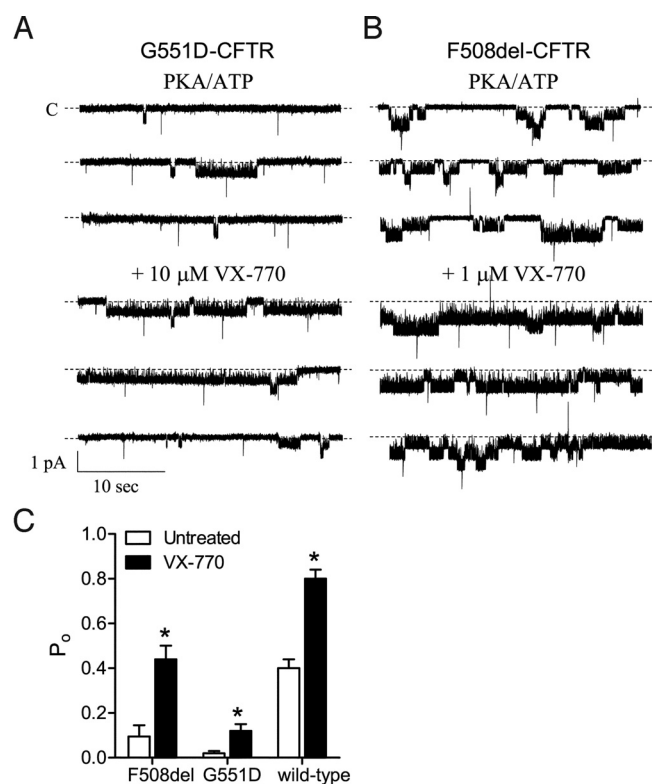 A
B
G551D-CFTR
F508del-CFTR
PKA/ATP
PKA/ATP
C
+ 10 μM VX-770
+ 1 μM VX-770
1 pA
10 sec
C
Untreated
VX-770
1.0
0.8
0.6
0.4
0.2
0.0
Po
*
*
*
F508del
G551D
wild-type